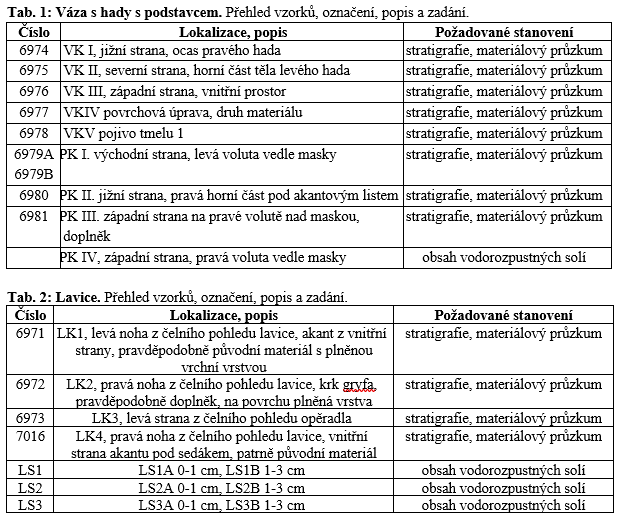 Tab. 1: Váza s hady s podstavcem. Přehled vzorků, označení, popis a zadání.
Číslo Lokalizace, popis Požadované stanovení
6974 VK I, jižní strana, ocas pravého hada stratigrafie, materiálový průzkum
6975 VK II, severní strana, horní část těla levého hada stratigrafie, materiálový průzkum
6976 VK III, západní strana, vnitřní prostor stratigrafie, materiálový průzkum
6977 VKIV povrchová úprava, druh materiálu stratigrafie, materiálový průzkum
6978 VKV pojivo tmelu 1 stratigrafie, materiálový průzkum
6979A PK I. východní strana, levá voluta vedle masky stratigrafie, materiálový průzkum
6979B
6980 PK II. jižní strana, pravá horní část pod akantovým listem stratigrafie, materiálový průzkum
6981 PK III. západní strana na pravé volutě nad maskou, stratigrafie, materiálový průzkum
doplněk
PK IV, západní strana, pravá voluta vedle masky obsah vodorozpustných solí
Tab. 2: Lavice. Přehled vzorků, označení, popis a zadání.
Číslo Lokalizace, popis Požadované stanovení
6971 LK1, levá noha z čelního pohledu lavice, akant z vnitřní stratigrafie, materiálový průzkum
strany, pravděpodobně původní materiál s plněnou
vrchní vrstvou
6972 LK2, pravá noha z čelního pohledu lavice, krk gryfa, stratigrafie, materiálový průzkum
pravděpodobně doplněk, na povrchu plněná vrstva
6973 LK3, levá strana z čelního pohledu opěradla stratigrafie, materiálový průzkum
7016 LK4, pravá noha z čelního pohledu lavice, vnitřní stratigrafie, materiálový průzkum
strana akantu pod sedákem, patrně původní materiál
LS1 LS1A 0-1 cm, LS1B 1-3 cm obsah vodorozpustných solí
LS2 LS2A 0-1 cm, LS2B 1-3 cm obsah vodorozpustných solí
LS3 LS3A 0-1 cm, LS3B 1-3 cm obsah vodorozpustných solí